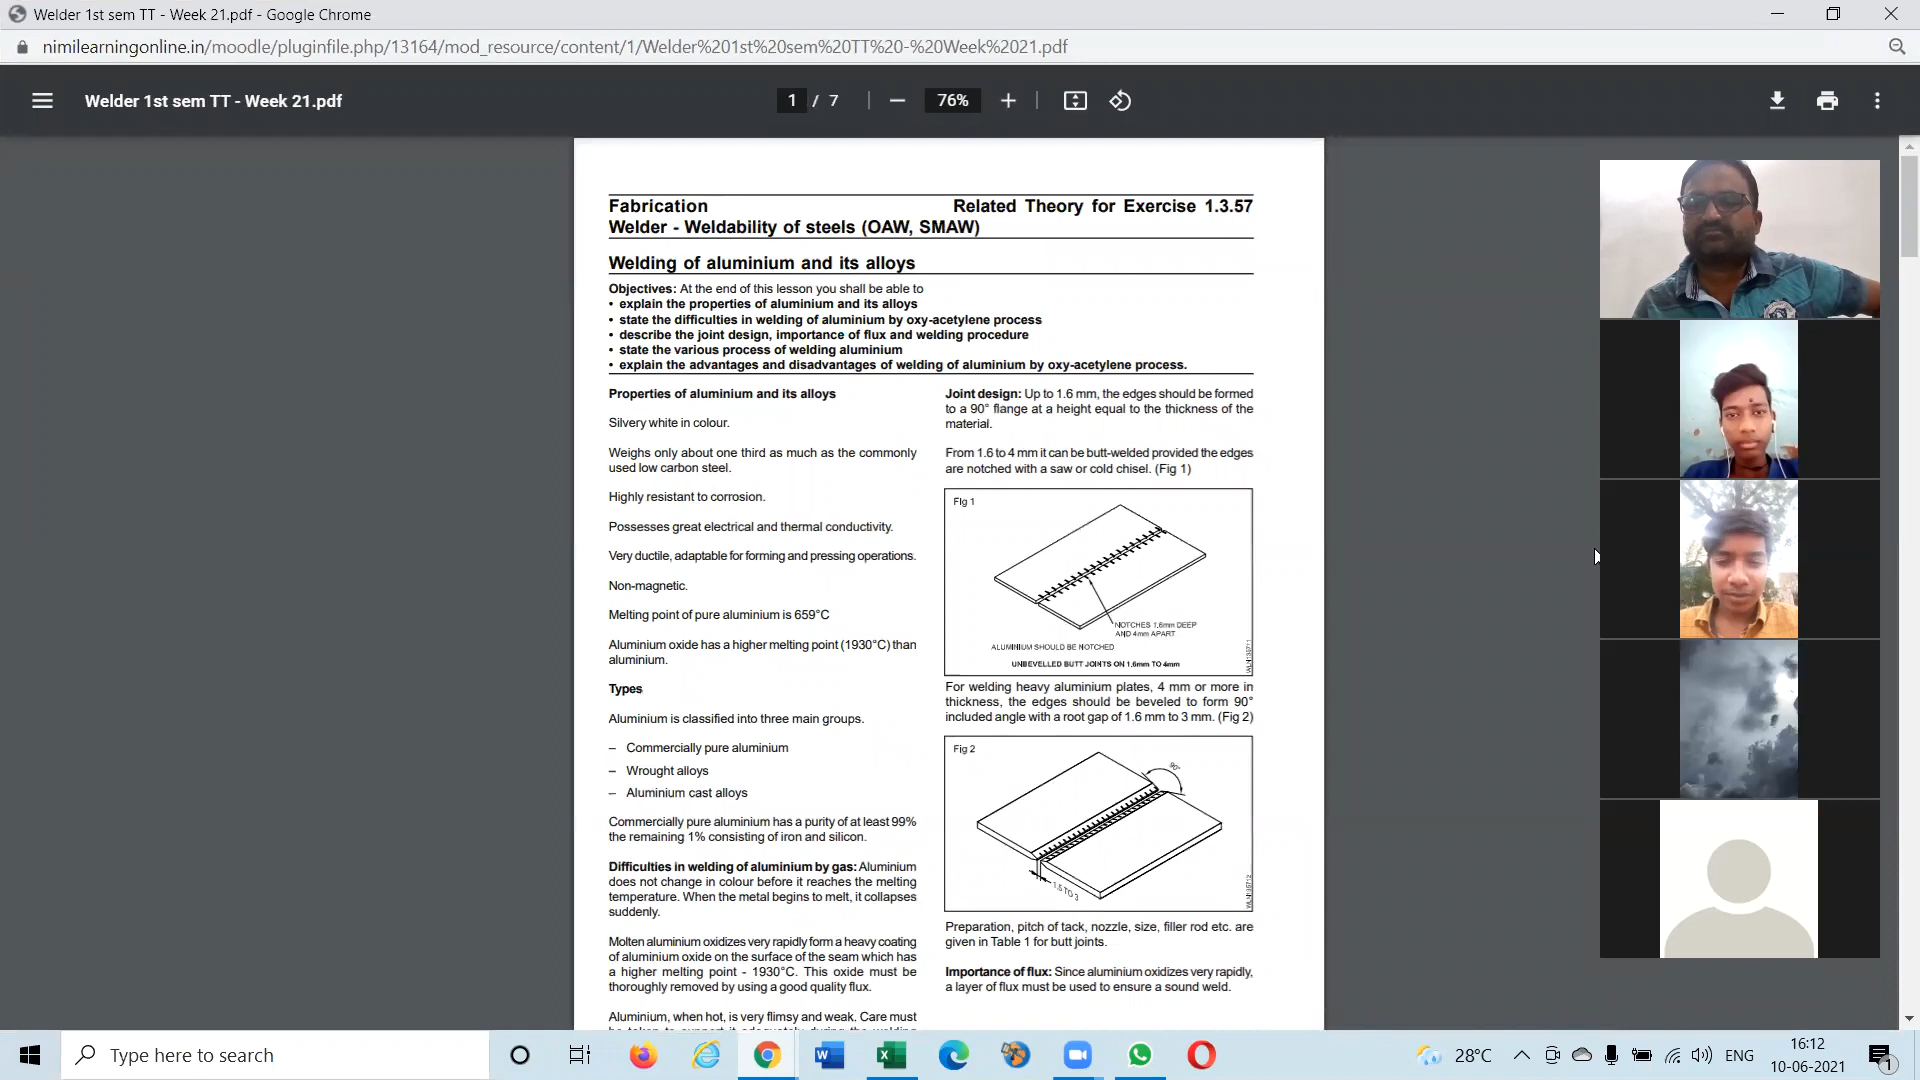 Welder 1st sem TT - Week 21.pdf - Google Chrome
nimilearningonline.in/moodle/pluginfile.php/13164/mod_resource/content/1/Welder%201st%20sem%20TT%20-%20Week%2021.pdf
Welder 1st sem TT - Week 21.pdf
1 / 7
76%
Fabrication Related Theory for Exercise 1.3.57
Welder - Weldability of steels (OAW, SMAW)
Welding of aluminium and its alloys
Objectives: At the end of this lesson you shall be able to
• explain the properties of aluminium and its alloys
• state the difficulties in welding of aluminium by oxy-acetylene process
• describe the joint design, importance of flux and welding procedure
• state the various process of welding aluminium
• explain the advantages and disadvantages of welding of aluminium by oxy-acetylene process.
Properties of aluminium and its alloys
Silvery white in colour.
Weighs only about one third as much as the commonly
used low carbon steel.
Highly resistant to corrosion.
Possesses great electrical and thermal conductivity.
Very ductile, adaptable for forming and pressing operations.
Non-magnetic.
Melting point of pure aluminium is 659°C
Aluminium oxide has a higher melting point (1930°C) than
aluminium.
Types
Aluminium is classified into three main groups.
– Commercially pure aluminium
– Wrought alloys
– Aluminium cast alloys
Commercially pure aluminium has a purity of at least 99%
the remaining 1% consisting of iron and silicon.
Difficulties in welding of aluminium by gas: Aluminium
does not change in colour before it reaches the melting
temperature. When the metal begins to melt, it collapses
suddenly.
Molten aluminium oxidizes very rapidly form a heavy coating
of aluminium oxide on the surface of the seam which has
a higher melting point - 1930°C. This oxide must be
thoroughly removed by using a good quality flux.
Aluminium, when hot, is very flimsy and weak. Care must
Joint design: Up to 1.6 mm, the edges should be formed
to a 90° flange at a height equal to the thickness of the
material.
From 1.6 to 4 mm it can be butt-welded provided the edges
are notched with a saw or cold chisel. (Fig 1)
Fig 1
NOTCHES 1.6mm DEEP
AND 4mm APART
ALUMINIUM SHOULD BE NOTCHED
UNBEVELLED BUTT JOINTS ON 1.6mm TO 4mm
For welding heavy aluminium plates, 4 mm or more in
thickness, the edges should be beveled to form 90°
included angle with a root gap of 1.6 mm to 3 mm. (Fig 2)
Fig 2
90°
1.5 TO 3
Preparation, pitch of tack, nozzle, size, filler rod etc. are
given in Table 1 for butt joints.
Importance of flux: Since aluminium oxidizes very rapidly,
a layer of flux must be used to ensure a sound weld.
Type here to search
28°C
ENG
16:12
10-06-2021
1